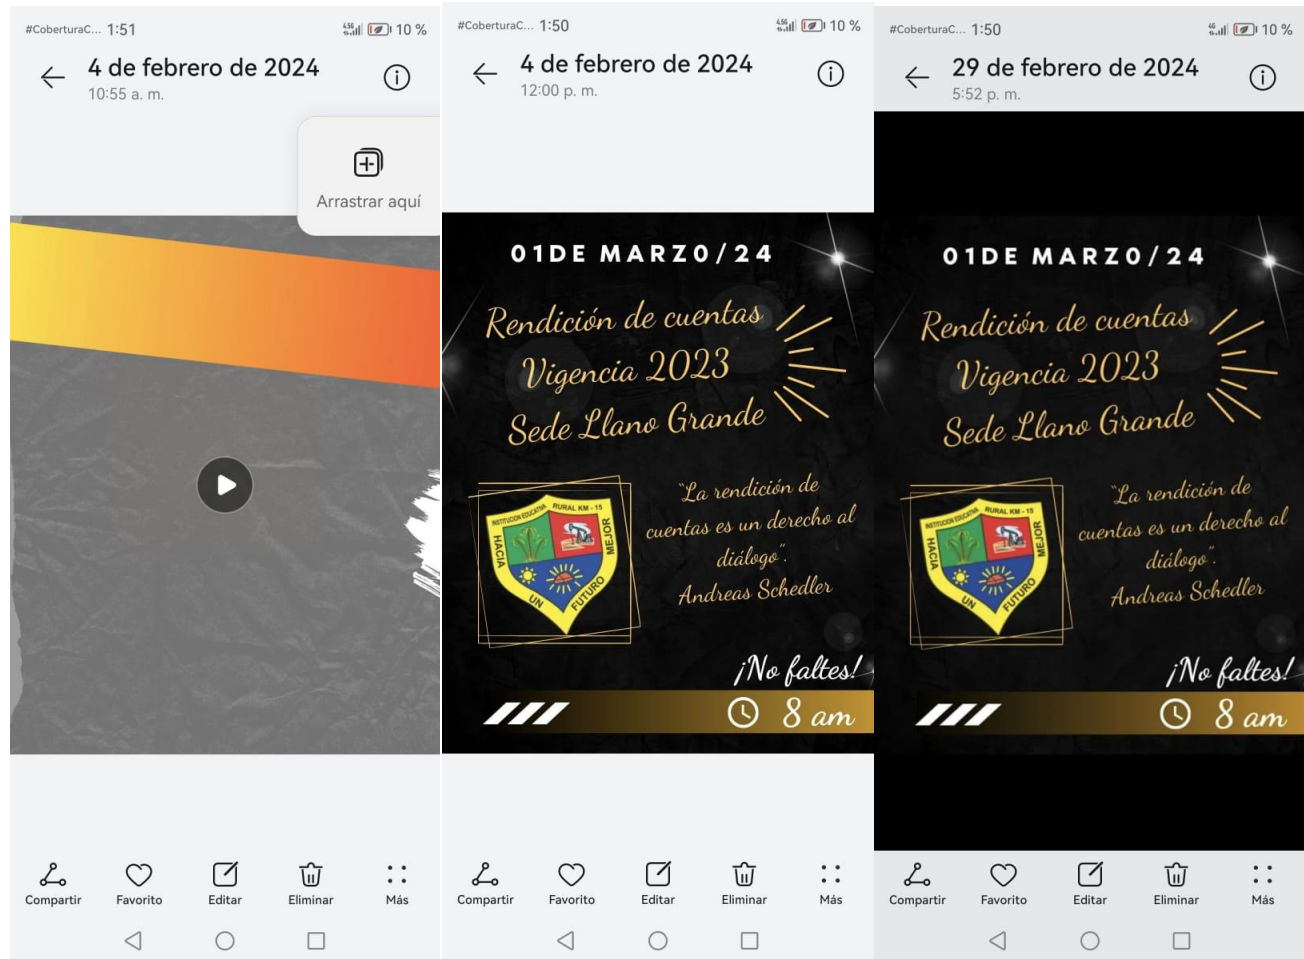 #CoberturaC... 1:51
10 %
4 de febrero de 2024
10:55 a. m.
Arrastrar aquí
Compartir
Favorito
Editar
Eliminar
Más
#CoberturaC... 1:50
10 %
4 de febrero de 2024
12:00 p. m.
01DE MARZO/24
Rendición de cuentas
Vigencia 2023
Sede Llano Grande
INSTITUCION EDUCATIVA RURAL KM - 15
HACIA
UN
FUTURO
MEJOR
"La rendición de
cuentas es un derecho al
diálogo".
Andreas Schedler
¡No faltes!
8 am
Compartir
Favorito
Editar
Eliminar
Más
#CoberturaC... 1:50
10 %
29 de febrero de 2024
5:52 p. m.
01DE MARZO/24
Rendición de cuentas
Vigencia 2023
Sede Llano Grande
INSTITUCION EDUCATIVA RURAL KM - 15
HACIA
UN
FUTURO
MEJOR
"La rendición de
cuentas es un derecho al
diálogo".
Andreas Schedler
¡No faltes!
8 am
Compartir
Favorito
Editar
Eliminar
Más